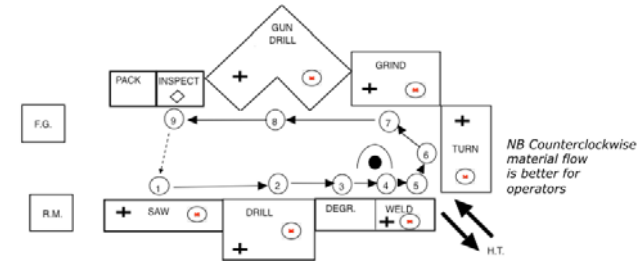 GUN
DRILL
GRIND
PACK
INSPECT
F.G.
9
8
7
TURN
6
NB Counterclockwise
material flow
is better for
operators
1
2
3
4
5
R.M.
SAW
DRILL
DEGR.
WELD
H.T.